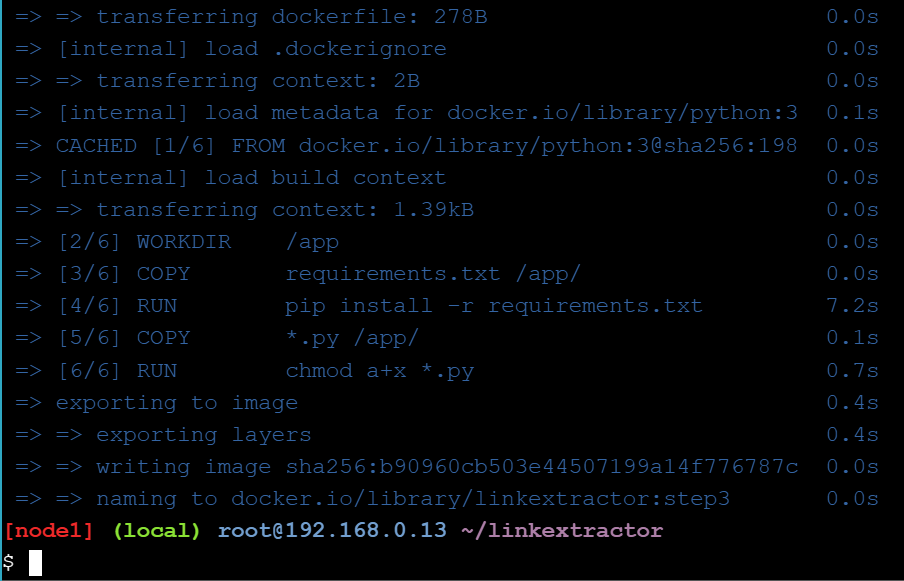 => => transferring dockerfile: 278B 0.0s
=> [internal] load .dockerignore 0.0s
=> => transferring context: 2B 0.0s
=> [internal] load metadata for docker.io/library/python:3 0.1s
=> CACHED [1/6] FROM docker.io/library/python:3@sha256:198 0.0s
=> [internal] load build context 0.0s
=> => transferring context: 1.39kB 0.0s
=> [2/6] WORKDIR    /app 0.0s
=> [3/6] COPY       requirements.txt /app/ 0.0s
=> [4/6] RUN        pip install -r requirements.txt 7.2s
=> [5/6] COPY       *.py /app/ 0.1s
=> [6/6] RUN        chmod a+x *.py 0.7s
=> exporting to image 0.4s
=> => exporting layers 0.4s
=> => writing image sha256:b90960cb503e44507199a14f776787c 0.0s
=> => naming to docker.io/library/linkextractor:step3 0.0s
[node1] (local) root@192.168.0.13 ~/linkextractor
$